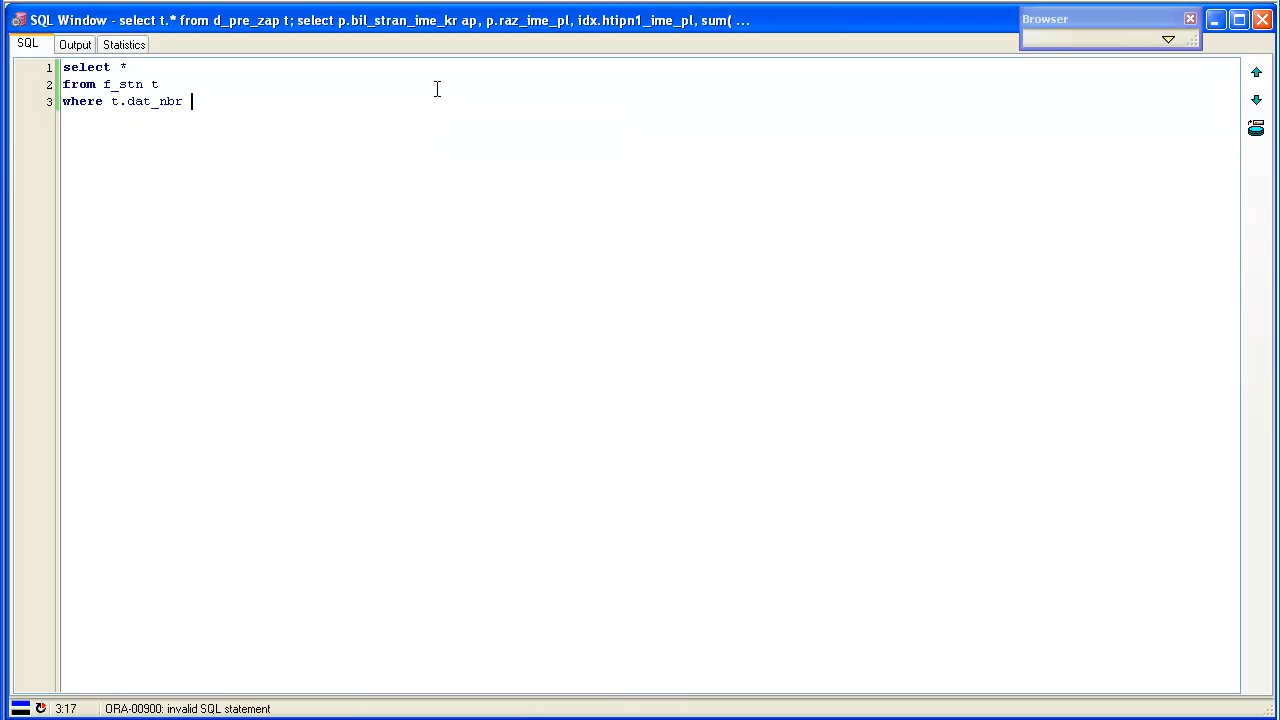 SQL Window - select t.* from d_pre_zap t; select p.bil_stran_ime_kr ap, p.raz_ime_pl, idx.htipn1_ime_pl, sum( ...
Browser
SQL Output Statistics
1 select *
2 from f_stn t
3 where t.dat_nbr
3:17 ORA-00900: invalid SQL statement